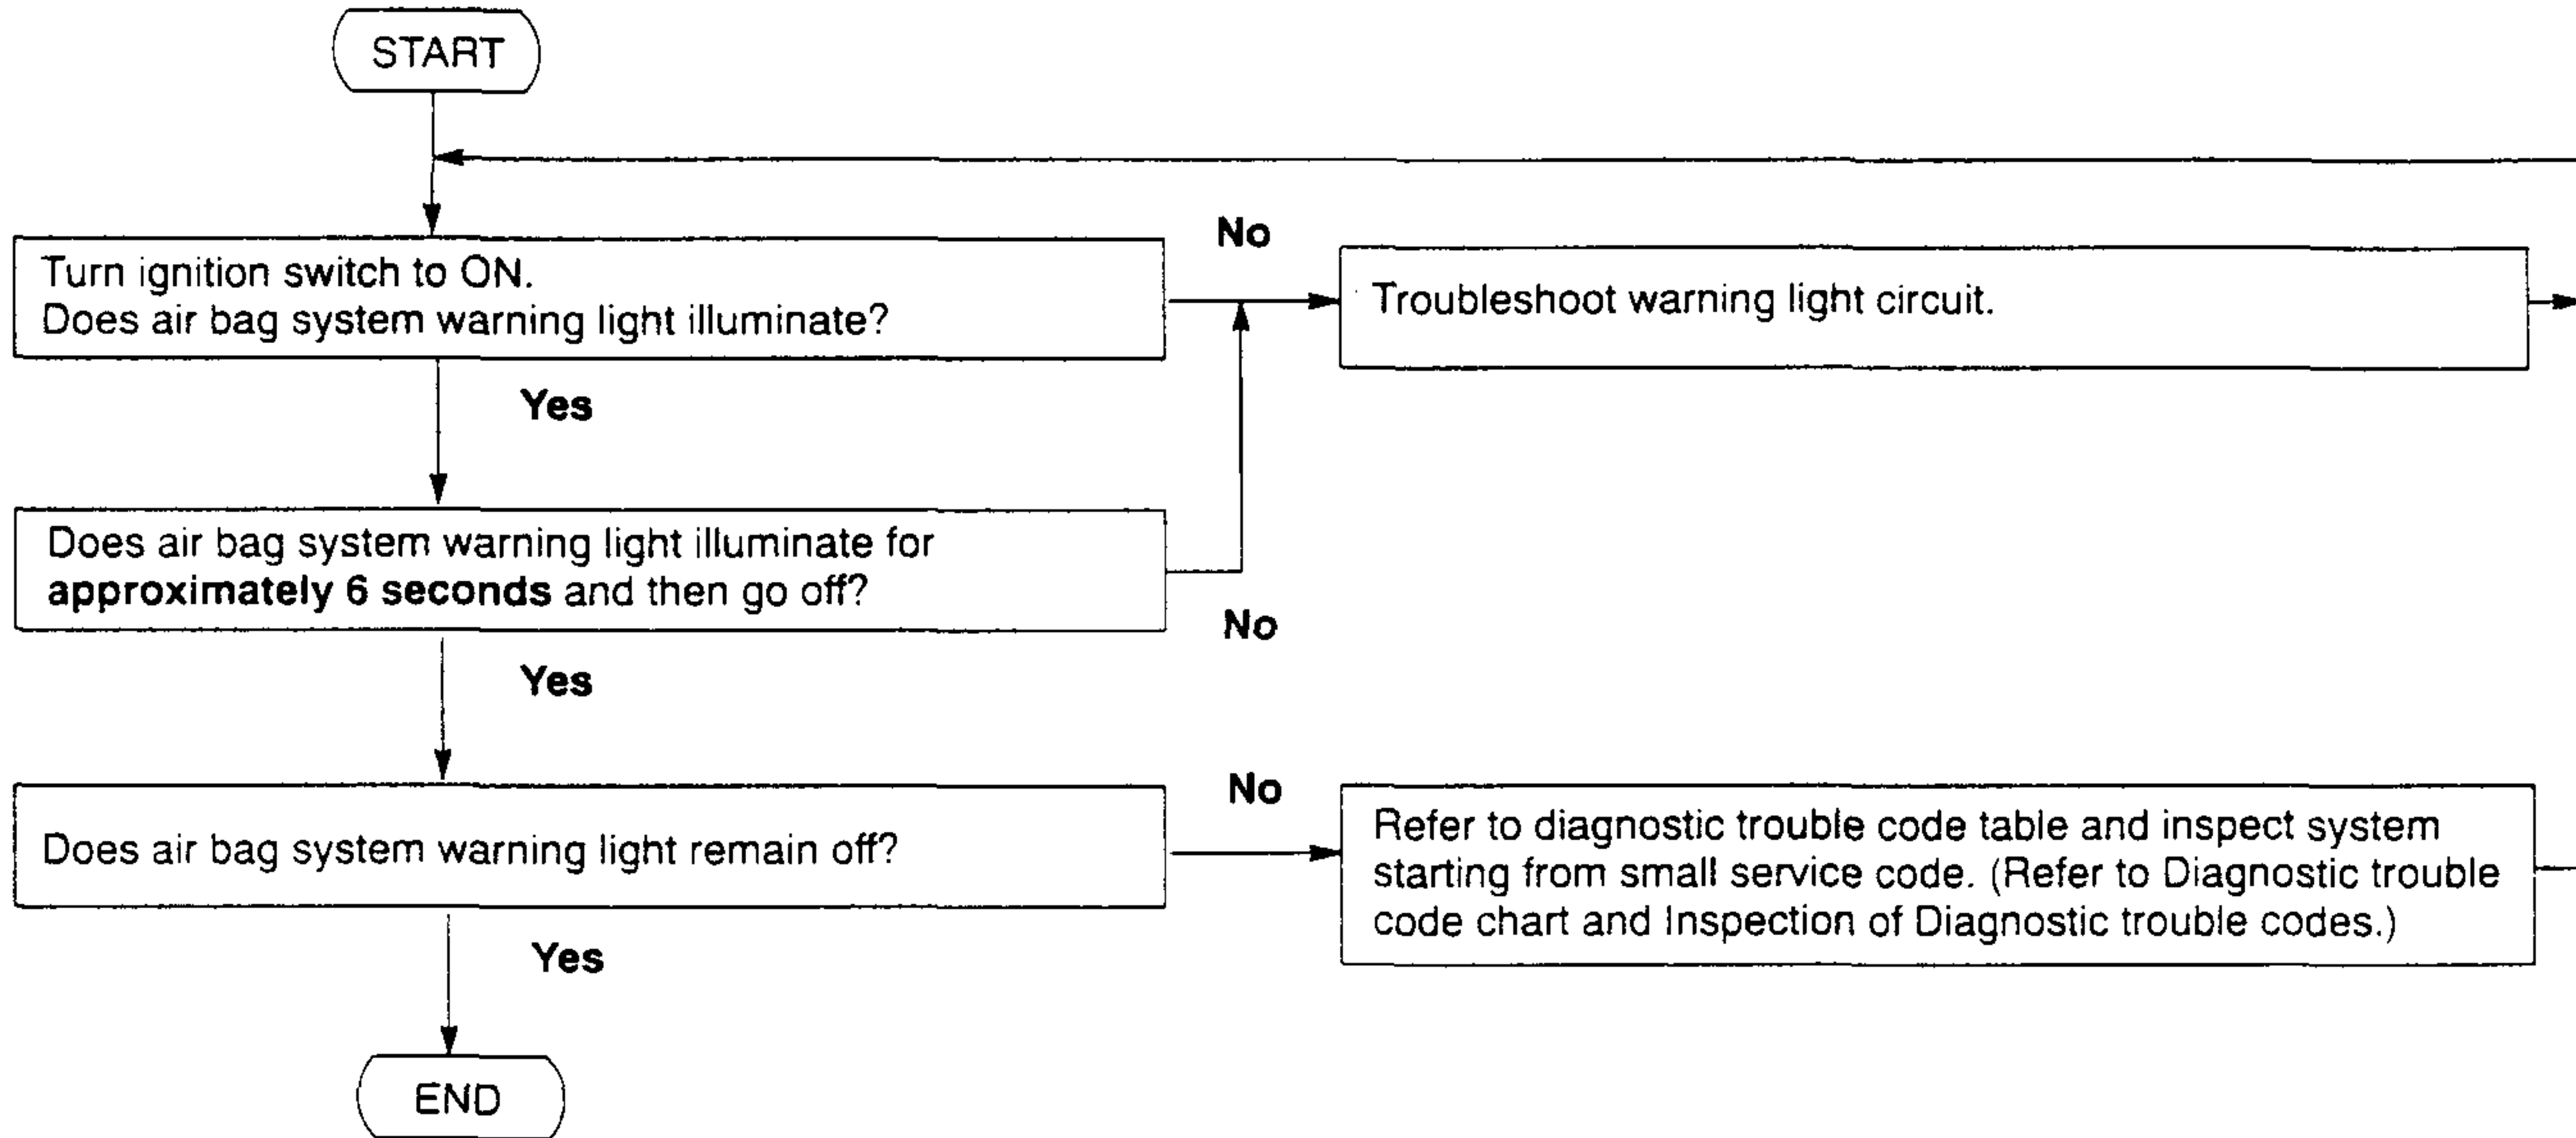 START
Turn ignition switch to ON.
Does air bag system warning light illuminate?
No
Troubleshoot warning light circuit.
Yes
Does air bag system warning light illuminate for
approximately 6 seconds and then go off?
No
Yes
Does air bag system warning light remain off?
No
Refer to diagnostic trouble code table and inspect system
starting from small service code. (Refer to Diagnostic trouble
code chart and Inspection of Diagnostic trouble codes.)
Yes
END